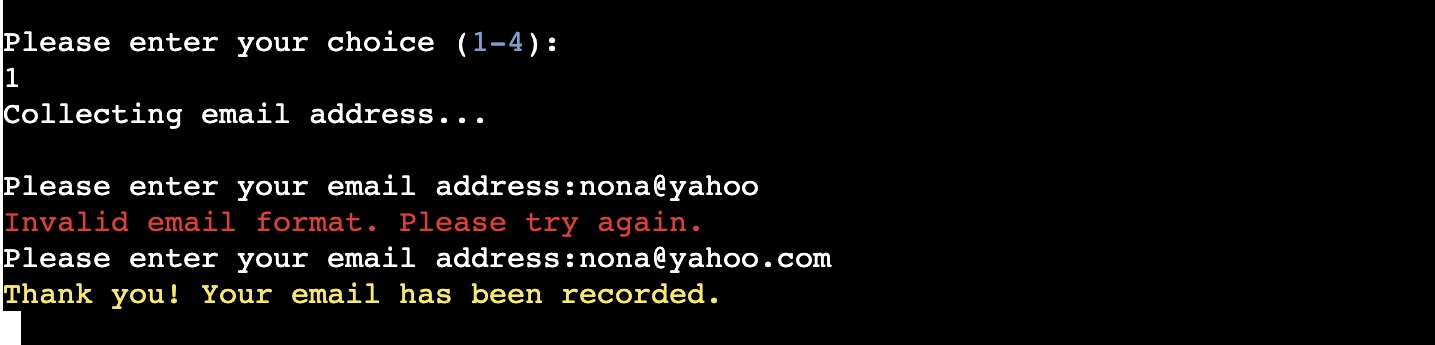 Please enter your choice (1-4):
1
Collecting email address...
Please enter your email address:nona@yahoo
Invalid email format. Please try again.
Please enter your email address:nona@yahoo.com
Thank you! Your email has been recorded.